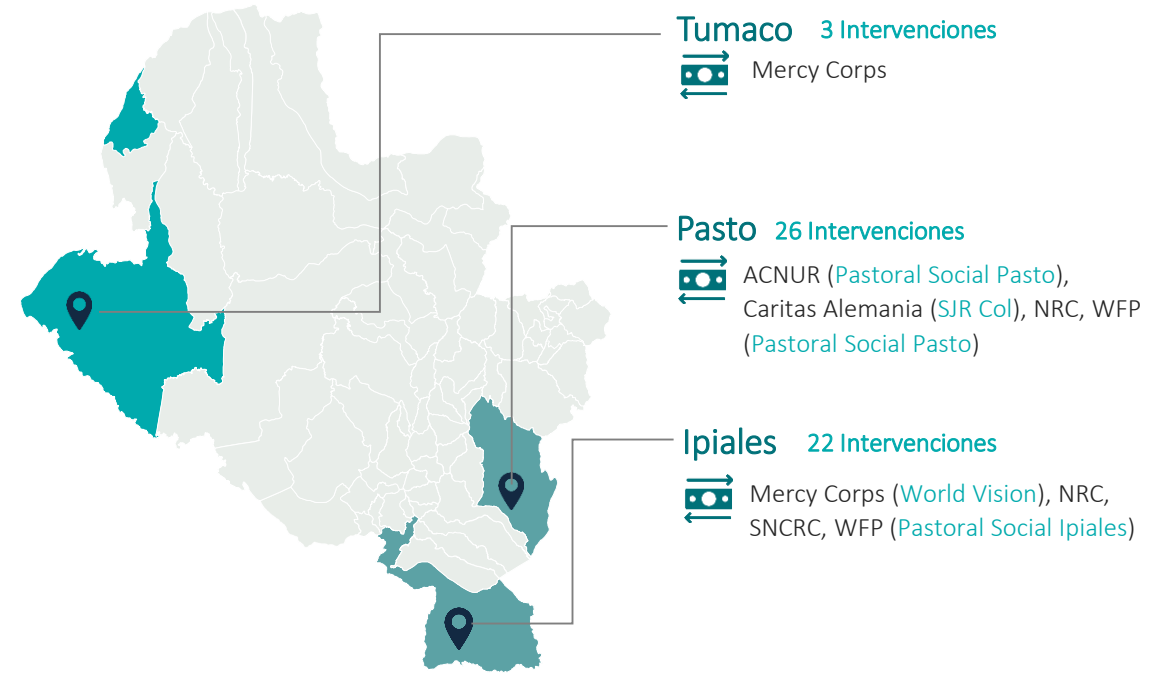 Tumaco 3 Intervenciones
Mercy Corps
Pasto 26 Intervenciones
ACNUR (Pastoral Social Pasto),
Caritas Alemania (SJR Col), NRC, WFP
(Pastoral Social Pasto)
Ipiales 22 Intervenciones
Mercy Corps (World Vision), NRC,
SNCRC, WFP (Pastoral Social Ipiales)